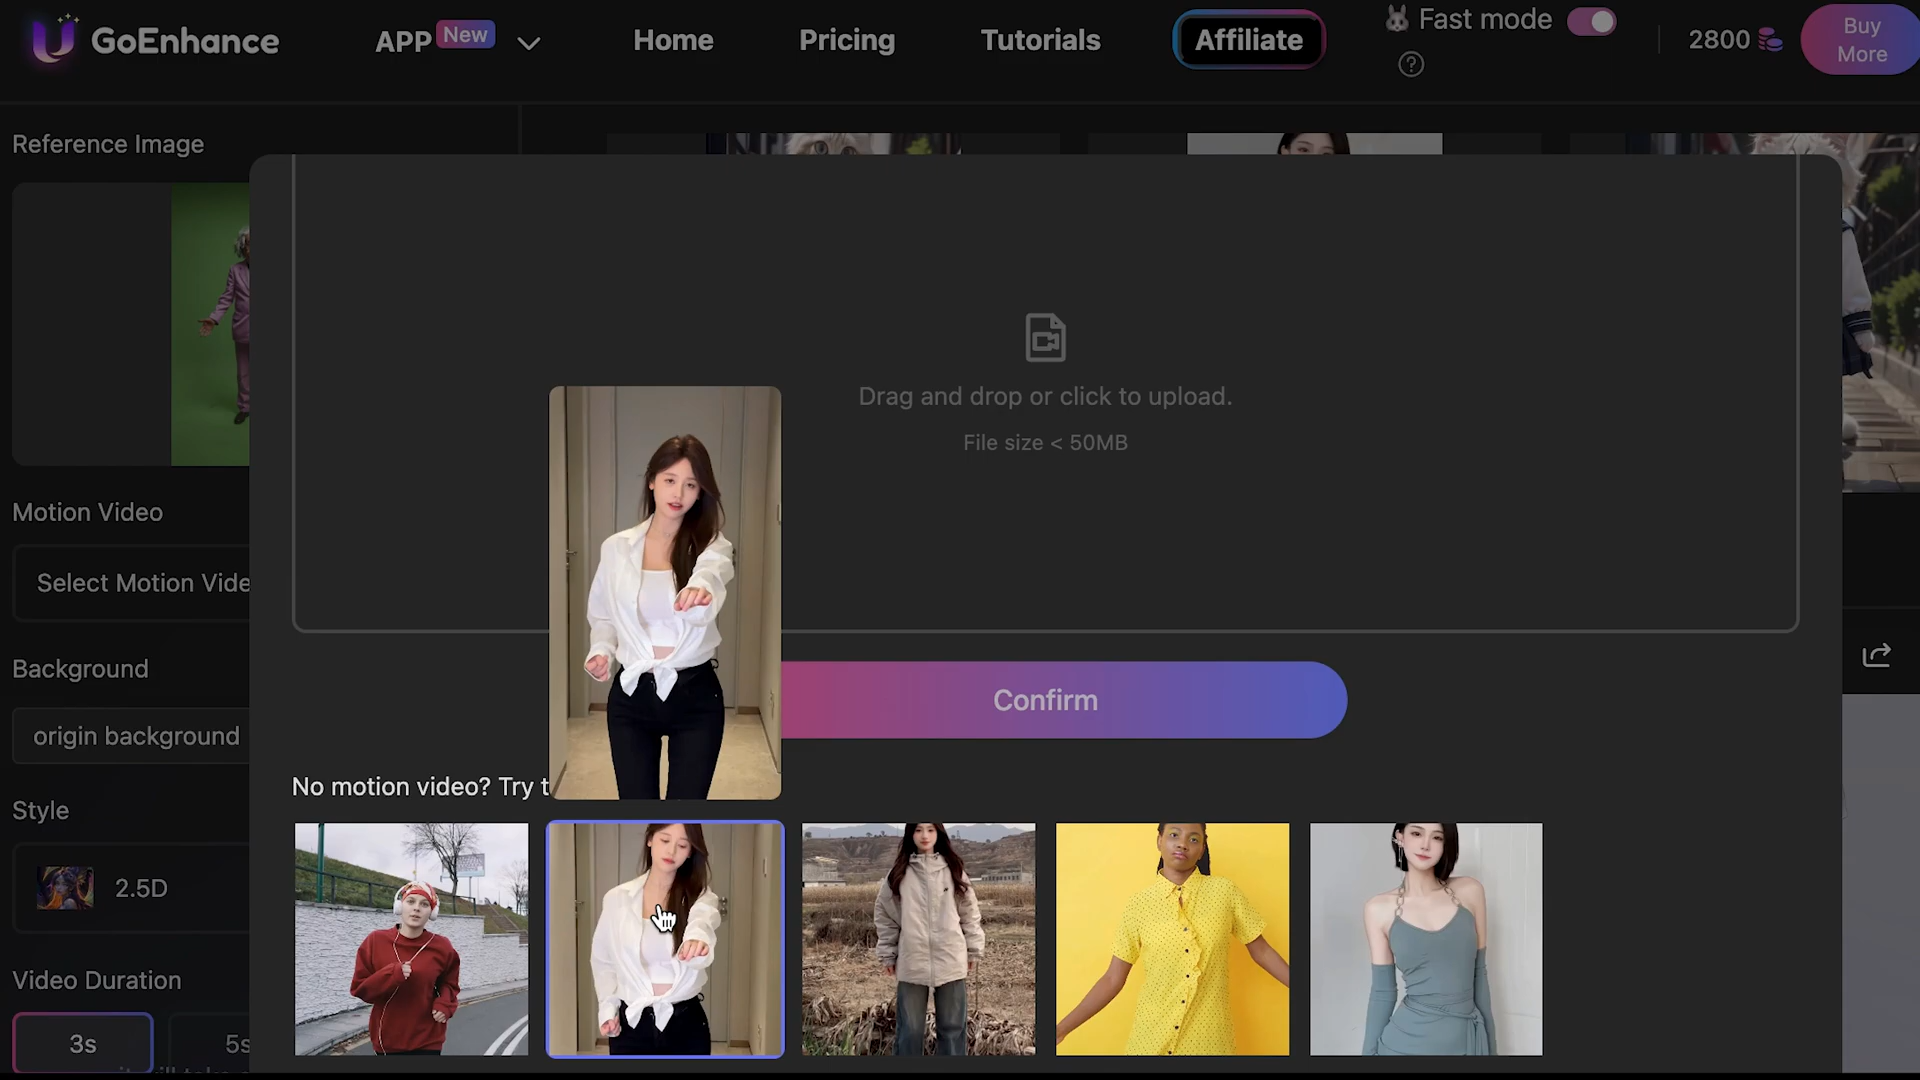 GoEnhance
APP New
Home
Pricing
Tutorials
Affiliate
Fast mode
2800
Buy
More
Reference Image
Drag and drop or click to upload.
File size < 50MB
Motion Video
Select Motion Vide
Background
origin background
Confirm
No motion video? Try t
Style
2.5D
Video Duration
3s
5s